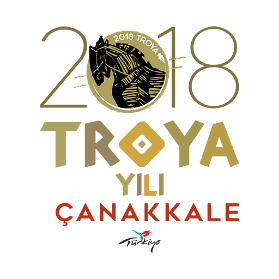 2018
2018 TROYA
TROYA
YILI
ÇANAKKALE
Türkiye